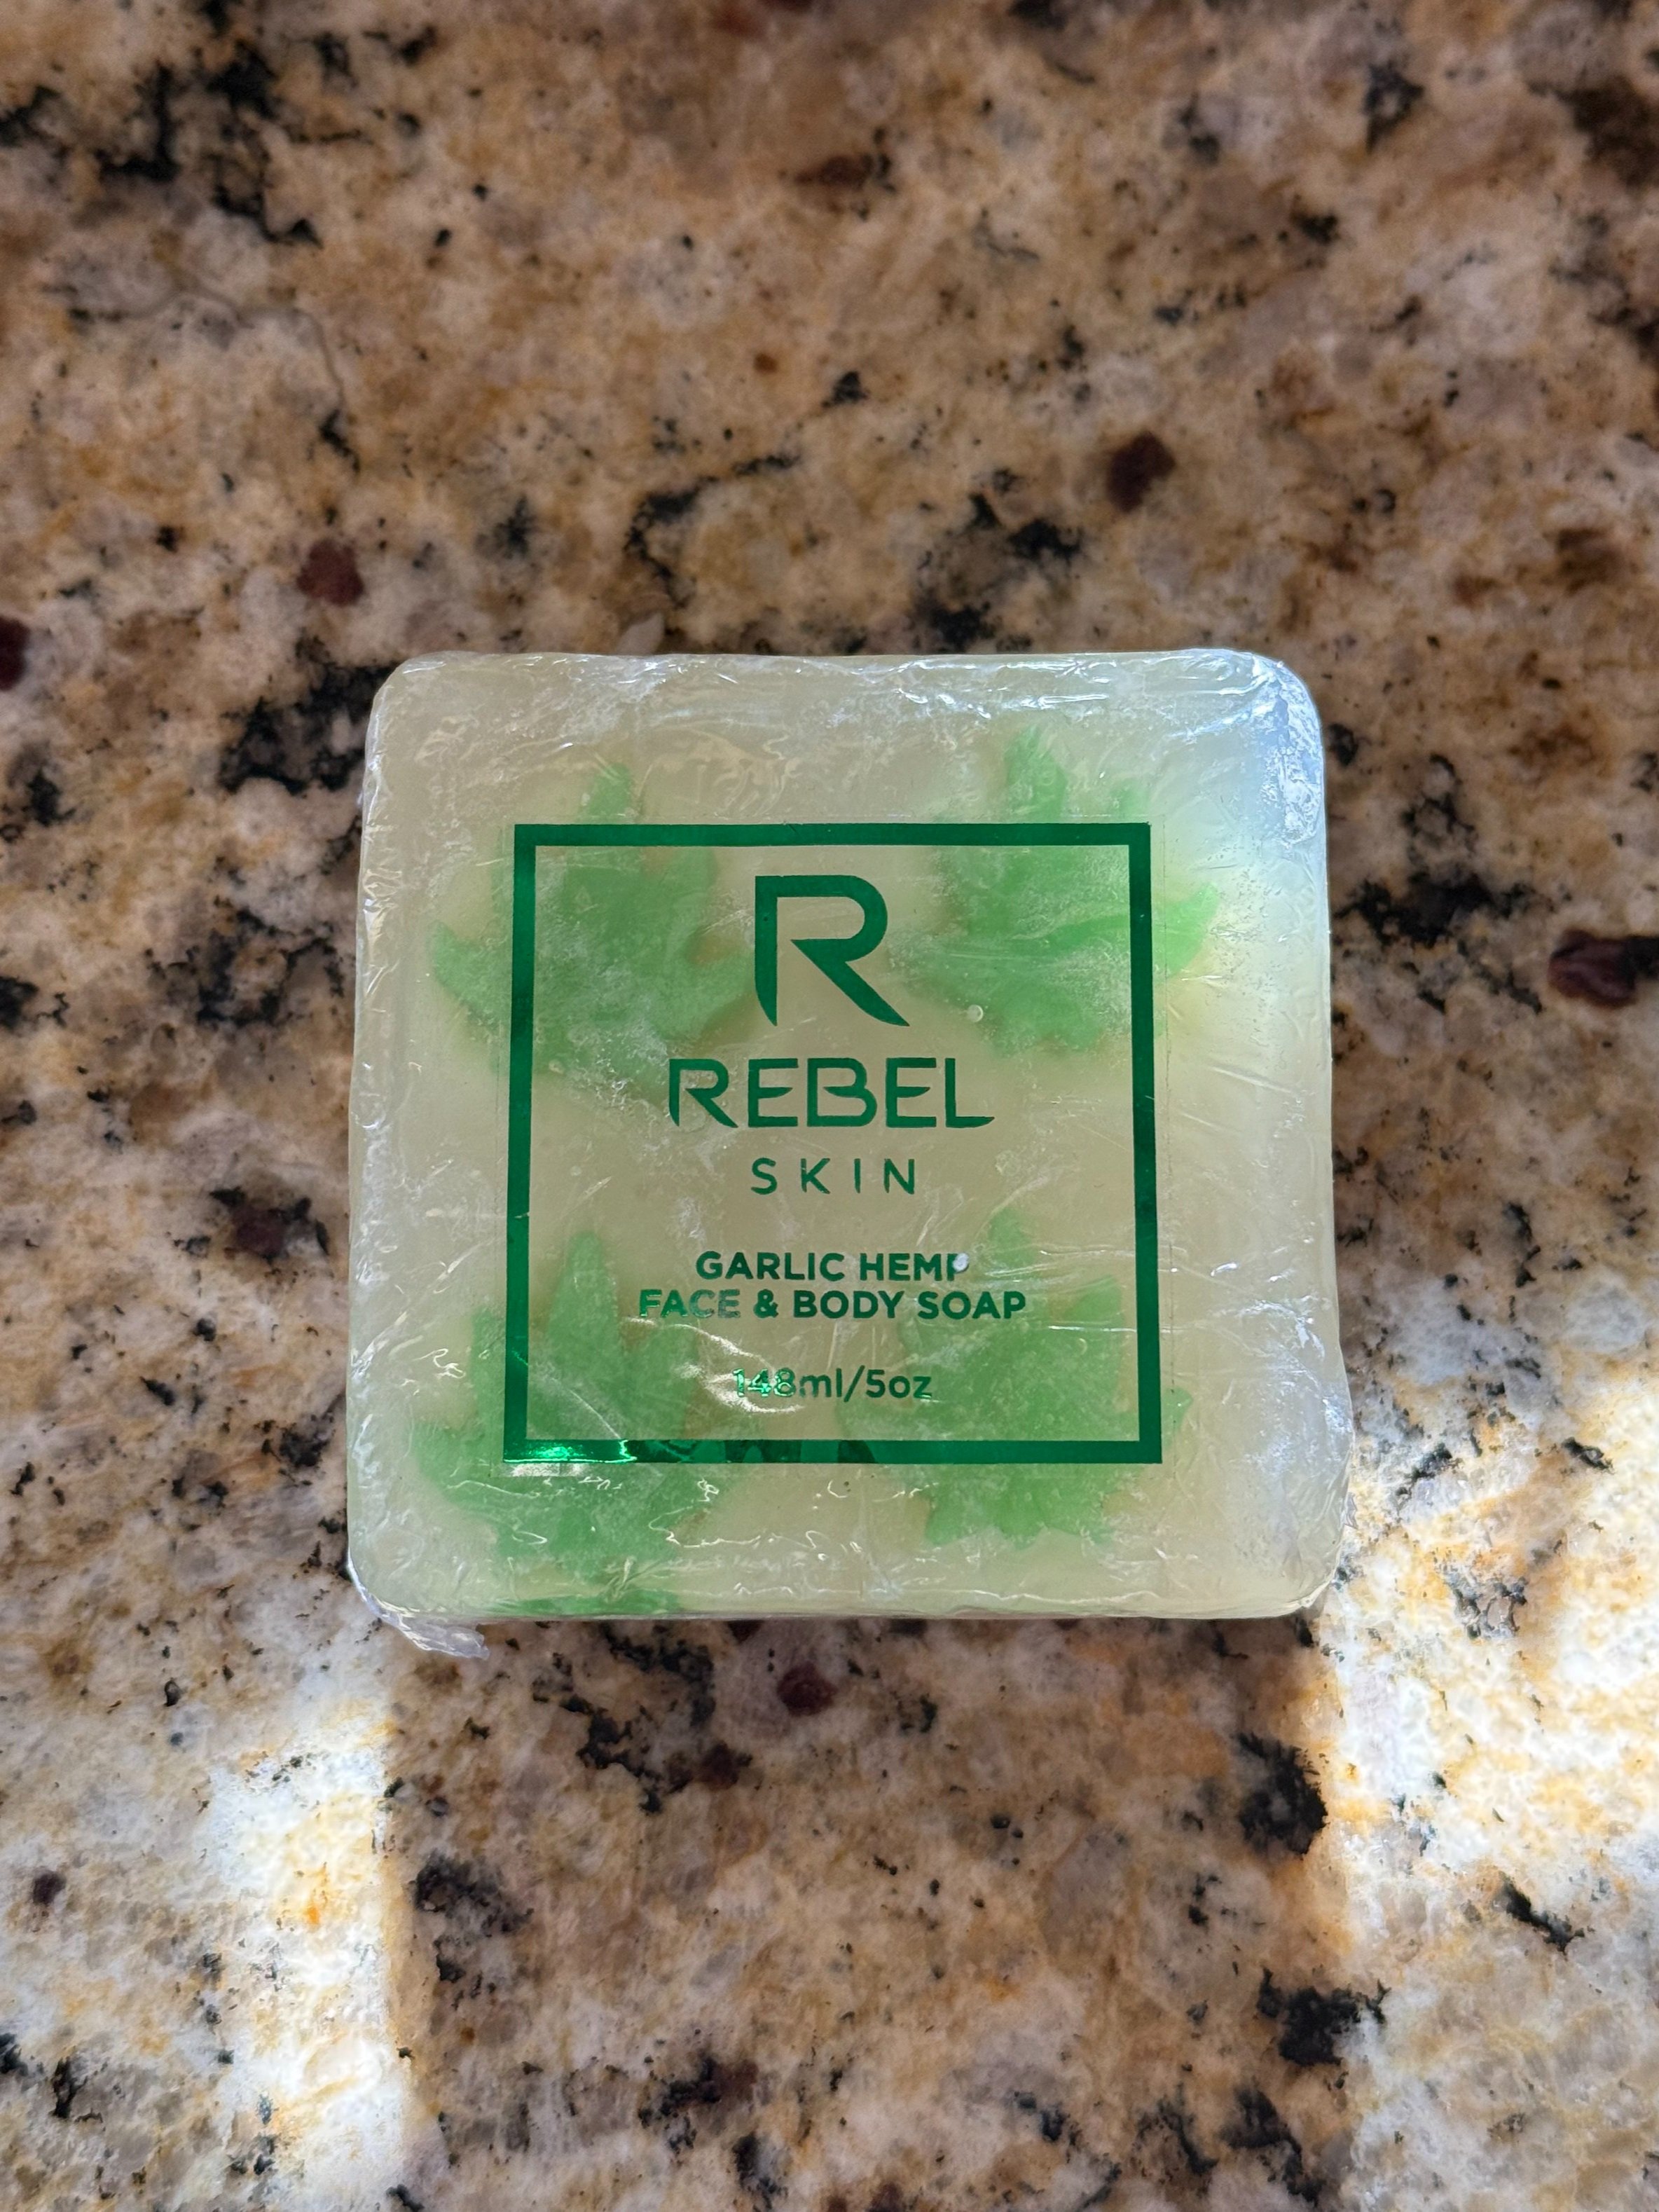 R
REBEL
SKIN
GARLIC HEMP
FACE & BODY SOAP
148ml/5oz